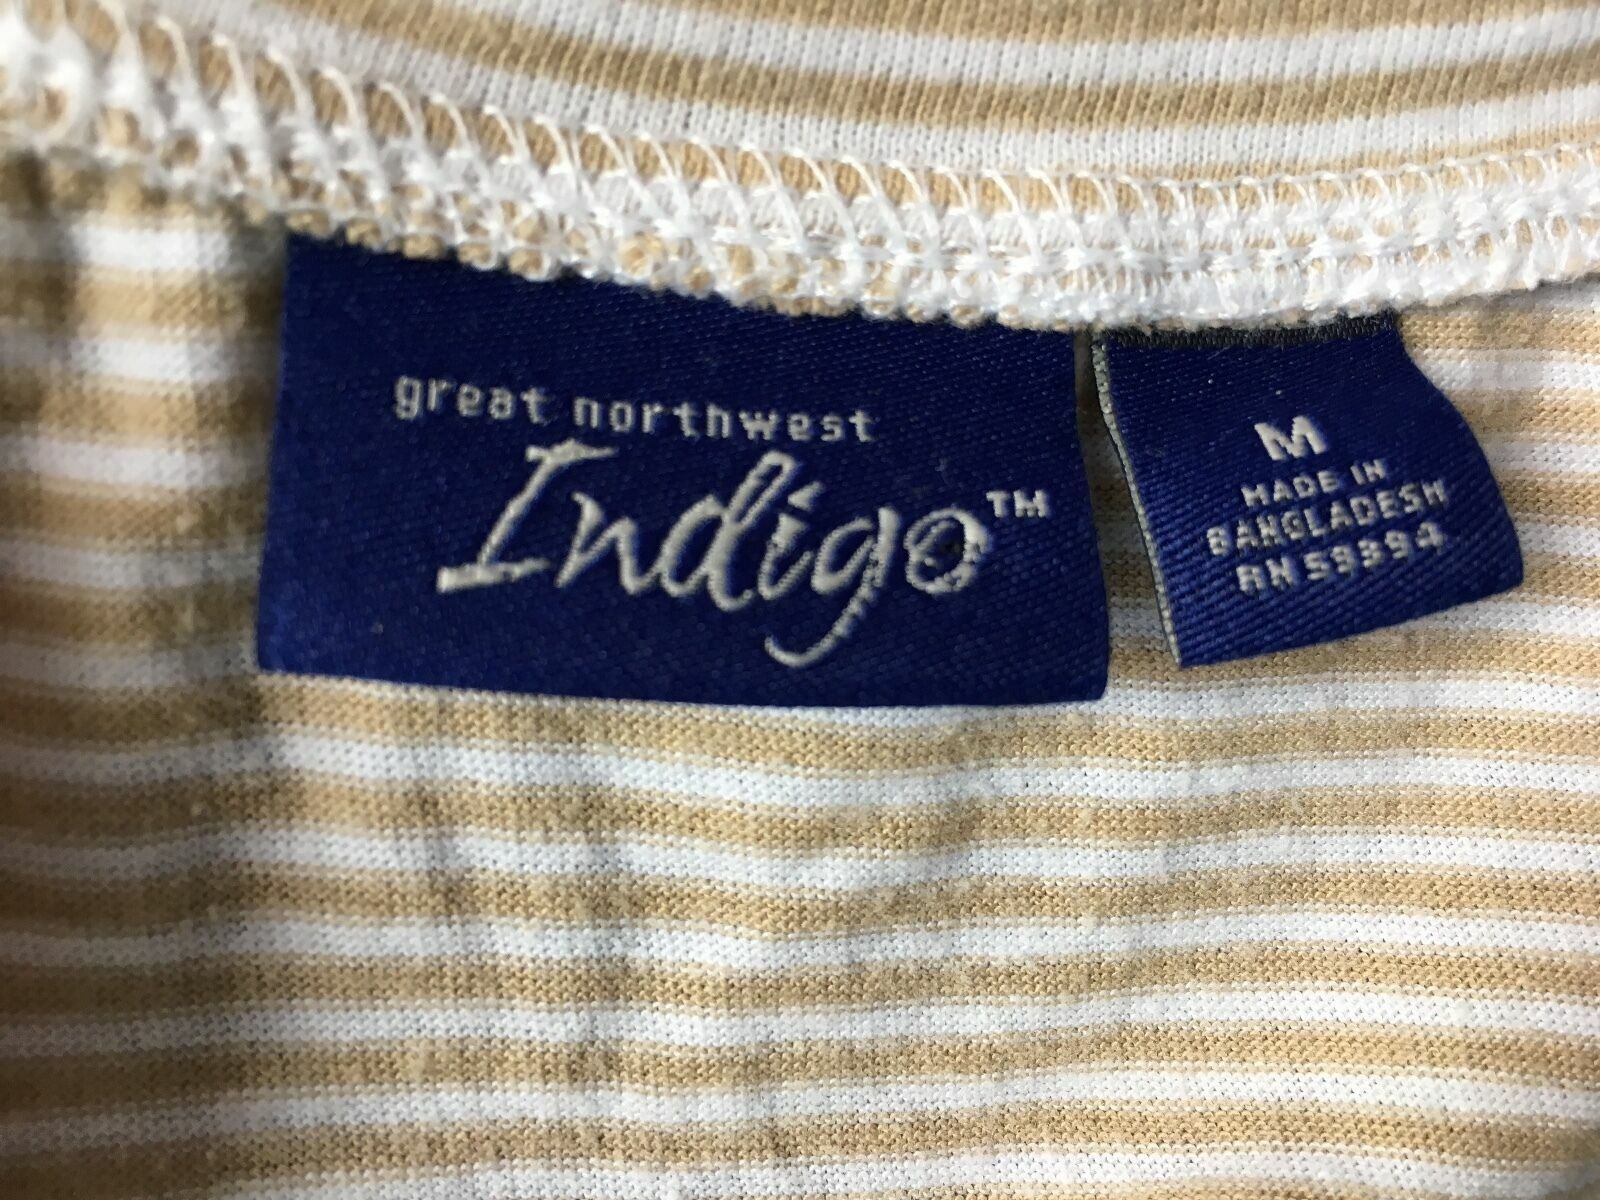 great northwest
Indigo™
M
MADE IN
BANGLADESH
RN 59394